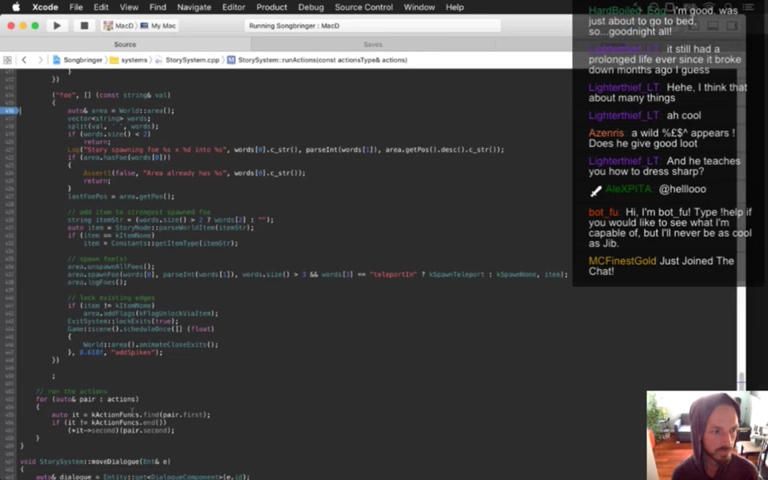 Xcode File Edit View Find Navigate Editor Product Debug Source Control Window Help
MacD My Mac
Running Songbringer : MacD
Source
Saves
Songbringer systems StorySystem.cpp StorySystem::runActions(const actionsType& actions)
}
})
("foo", [] (const string& val)
{
auto& area = World::area();
vector<string> words;
split(val, ' ', words);
if (words.size() < 2)
return;
Log("Story spawning foe %s x %d into %s", words[0].c_str(), parseInt(words[1]), area.getPos().desc().c_str());
if (area.hasFoe(words[0]))
{
AssertI(false, "Area already has %s", words[0].c_str());
return;
}
lastFoePos = area.getPos();
// add item to strongest spawned foe
string itemStr = (words.size() > 2 ? words[2] : "");
auto item = StoryNode::parseWorldItem(itemStr);
if (item == kItemNone)
item = Constants::getItemType(itemStr);
// spawn foe(s)
area.unspawnAllFoes();
area.spawnFoe(words[0], parseInt(words[1]), words.size() > 3 && words[3] == "teleportIn" ? kSpawnTeleport : kSpawnNone, item);
area.logFoes();
// lock existing edges
if (item != kItemNone)
area.addFlags(kFlagUnlockViaItem);
ExitSystem::lockExits(true);
Game::scene().scheduleOnce([] (float)
{
World::area().animateCloseExits();
}, 0.618f, "addSpikes");
})
;
// run the actions
for (auto& pair : actions)
{
auto it = kActionFuncs.find(pair.first);
if (it != kActionFuncs.end())
(*it->second)(pair.second);
}
}
void StorySystem::moveDialogue(Ent& e)
{
auto& dialogue = Entity::get<DialogueComponent>(e.id);
HardBoiled_Egg: I'm good. was
just about to go to bed,
so...goodnight all!
Lighterthief_LT: it still had a
prolonged life ever since it broke
down months ago I guess
Lighterthief_LT: Hehe, I think that
about many things
Lighterthief_LT: ah cool
Azenris: a wild %£$^ appears !
Does he give good loot
Lighterthief_LT: And he teaches
you how to dress sharp?
AleXPITA: @helllooo
bot_fu: Hi, I'm bot_fu! Type !help if
you would like to see what I'm
capable of, but I'll never be as cool
as Jib.
MCFinestGold Just Joined The
Chat!